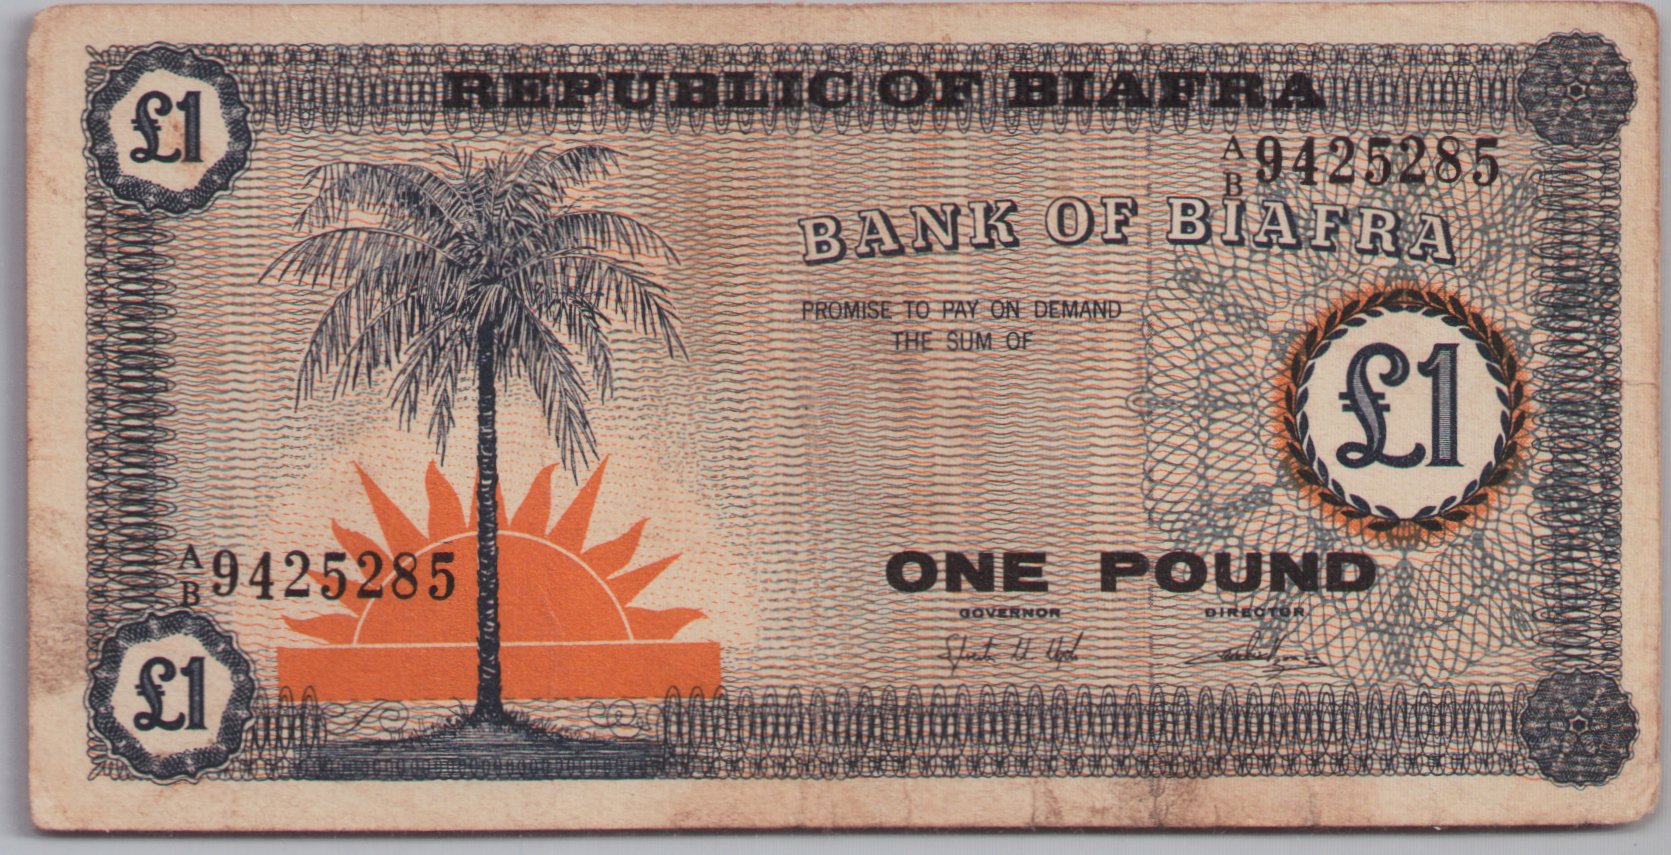 REPUBLIC OF BIAFRA
£1
A/B 9425285
BANK OF BIAFRA
PROMISE TO PAY ON DEMAND
THE SUM OF
£1
A/B 9425285
ONE POUND
GOVERNOR DIRECTOR
£1